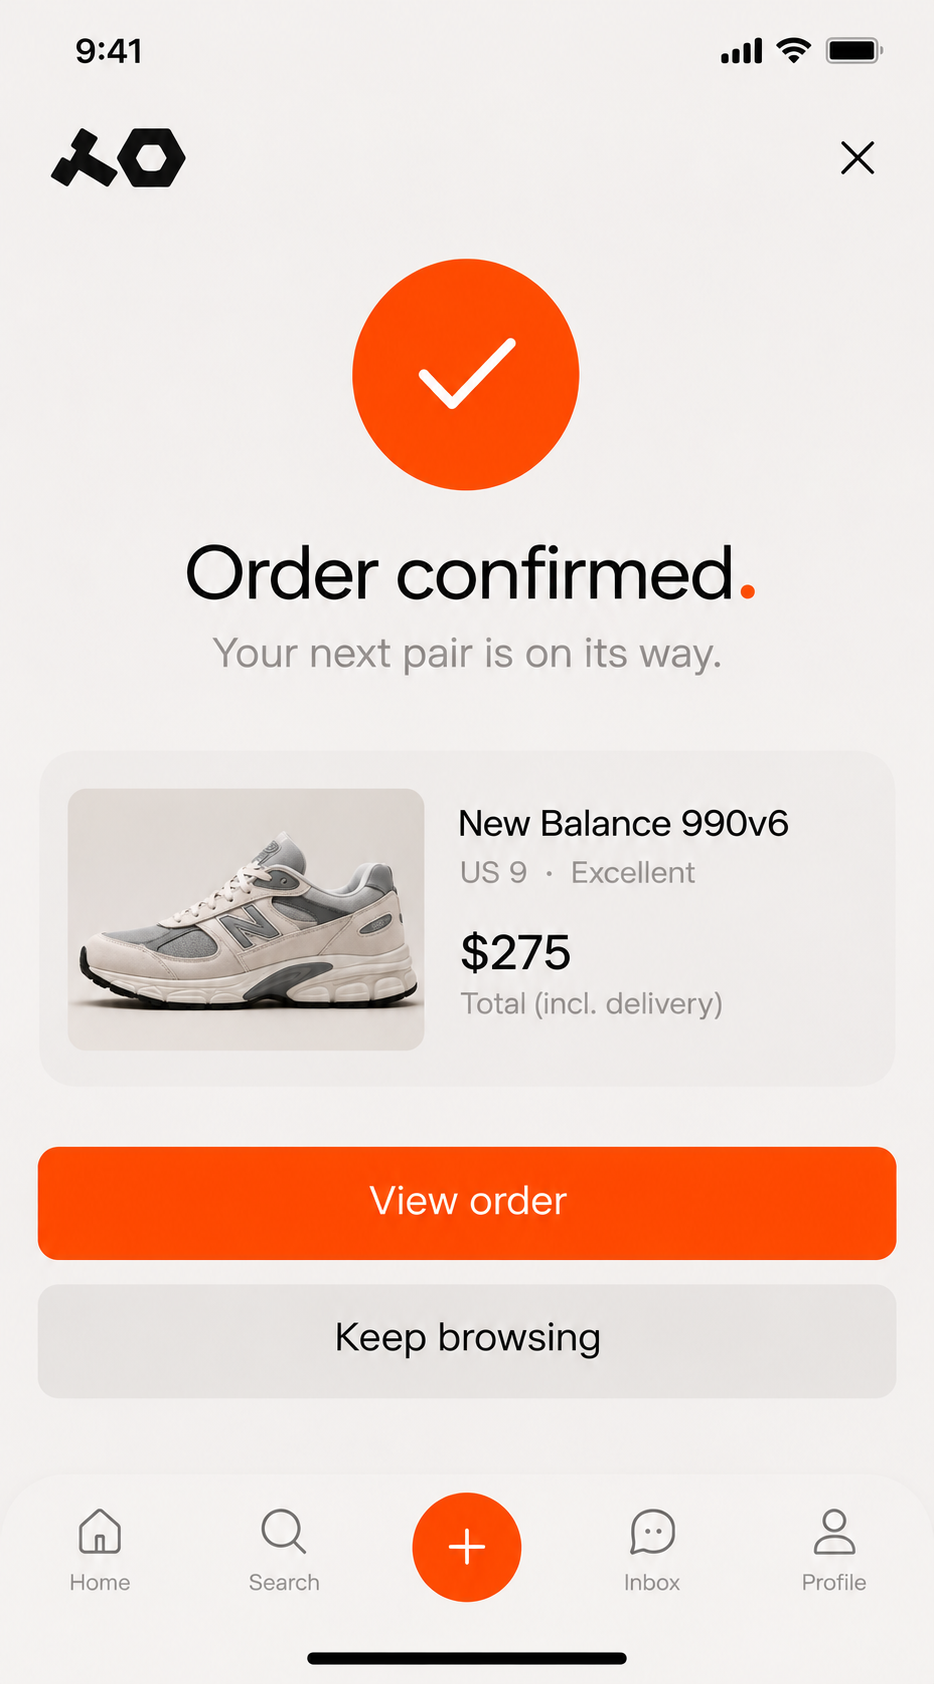 9:41
Order confirmed.
Your next pair is on its way.
New Balance 990v6
US 9 · Excellent
$275
Total (incl. delivery)
View order
Keep browsing
Home
Search
Inbox
Profile